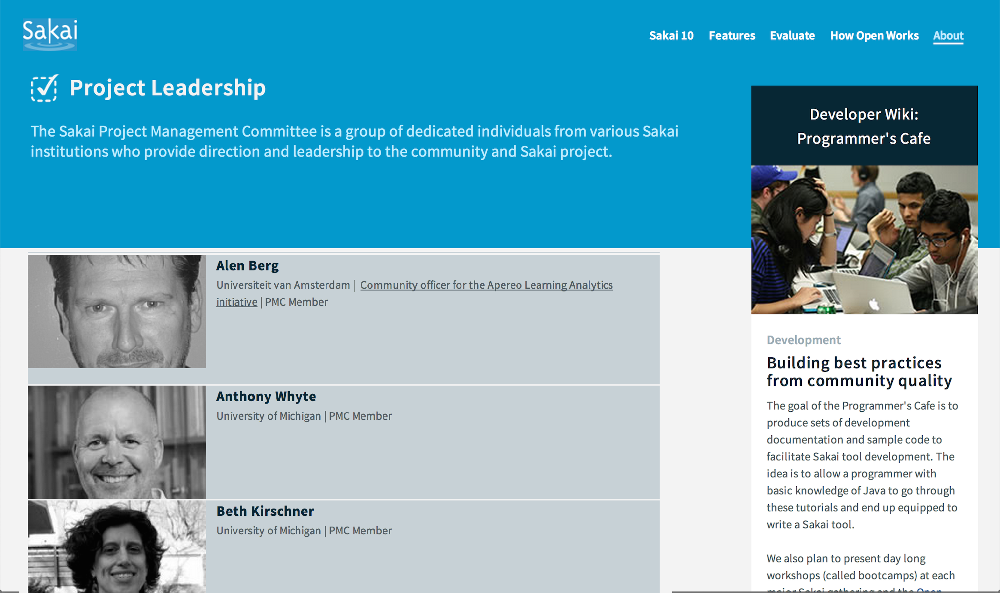 Sakai
Sakai 10 Features Evaluate How Open Works About
Project Leadership
The Sakai Project Management Committee is a group of dedicated individuals from various Sakai
institutions who provide direction and leadership to the community and Sakai project.
Alen Berg
Universiteit van Amsterdam | Community officer for the Apereo Learning Analytics
initiative | PMC Member
Anthony Whyte
University of Michigan | PMC Member
Beth Kirschner
University of Michigan | PMC Member
Developer Wiki:
Programmer's Cafe
Development
Building best practices
from community quality
The goal of the Programmer's Cafe is to
produce sets of development
documentation and sample code to
facilitate Sakai tool development. The
idea is to allow a programmer with
basic knowledge of Java to go through
these tutorials and end up equipped to
write a Sakai tool.
We also plan to present day long
workshops (called bootcamps) at each
major Sakai gathering and the Open